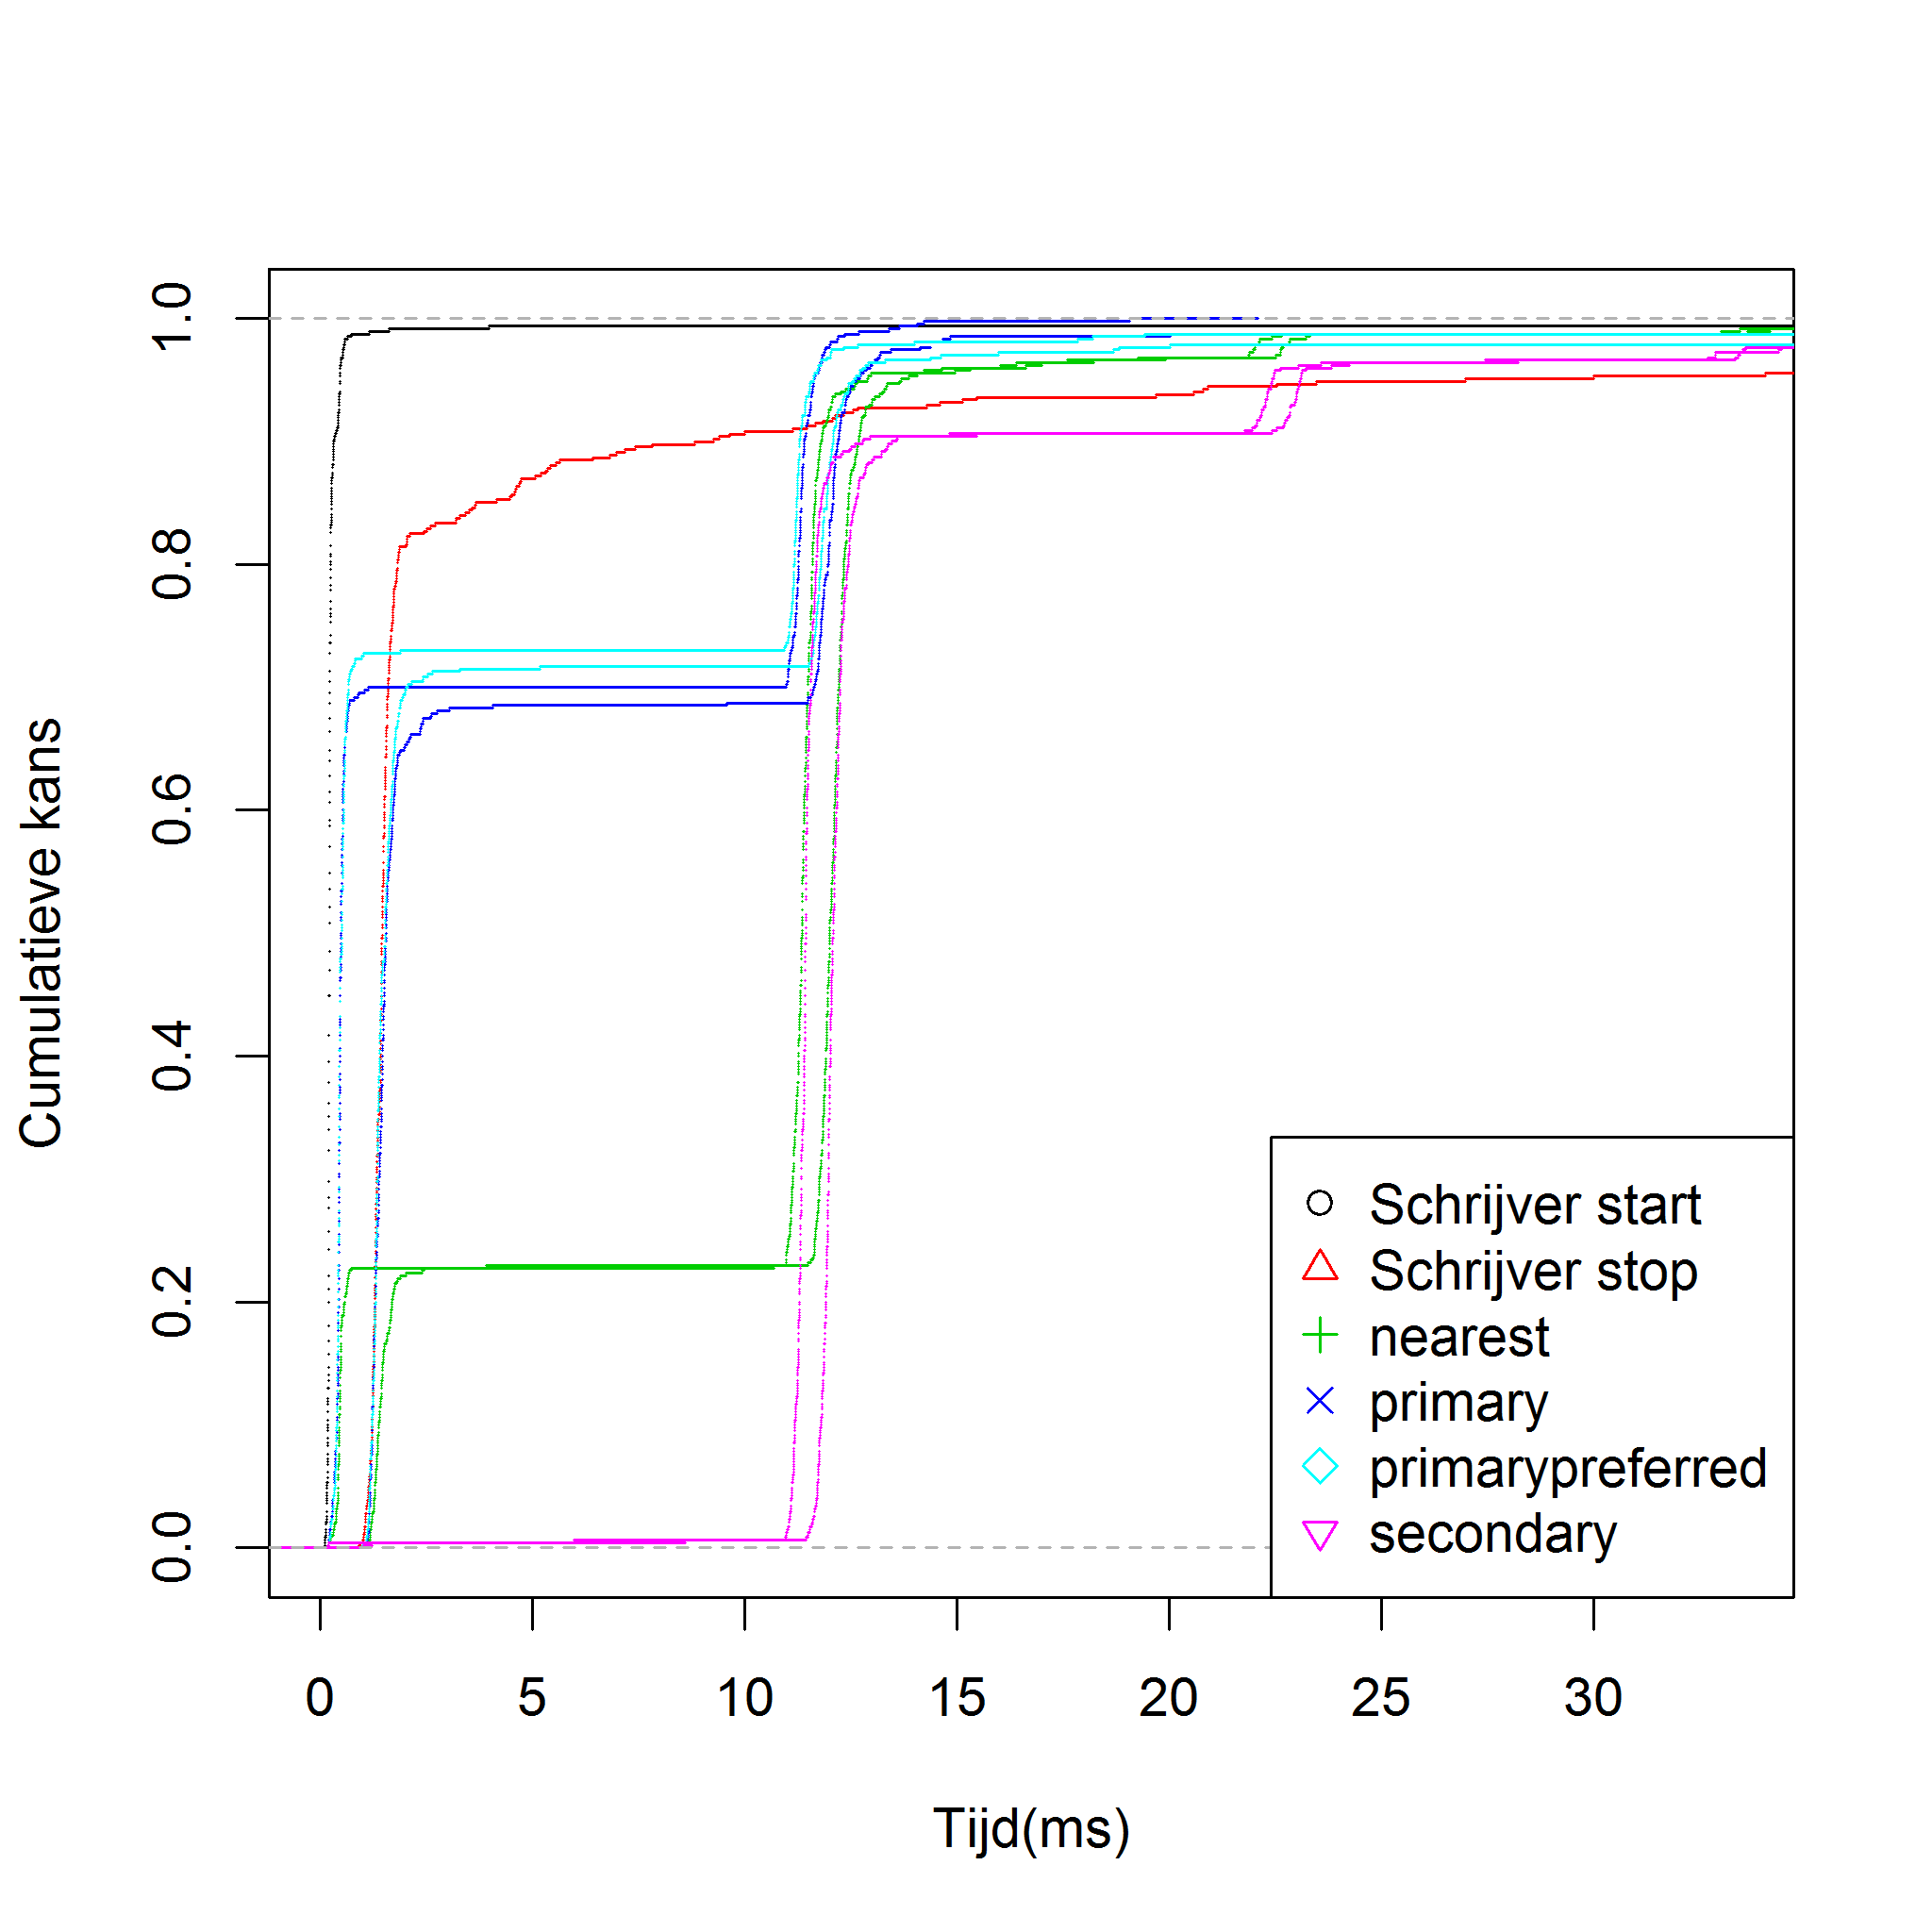 Cumulatieve kans
1.0
0.8
0.6
0.4
0.2
0.0
Schrijver start
Schrijver stop
nearest
primary
primarypreferred
secondary
0 5 10 15 20 25 30
Tijd(ms)